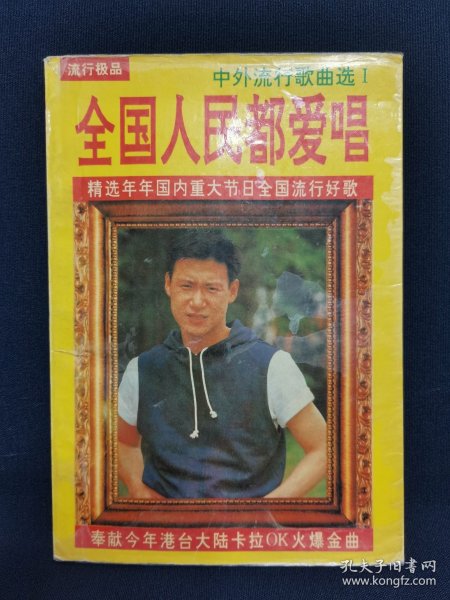 流行极品
中外流行歌曲选 I
全国人民都爱唱
精选年年国内重大节日全国流行好歌
奉献今年港台大陆卡拉OK火爆金曲
孔夫子旧书网
www.kongfz.com